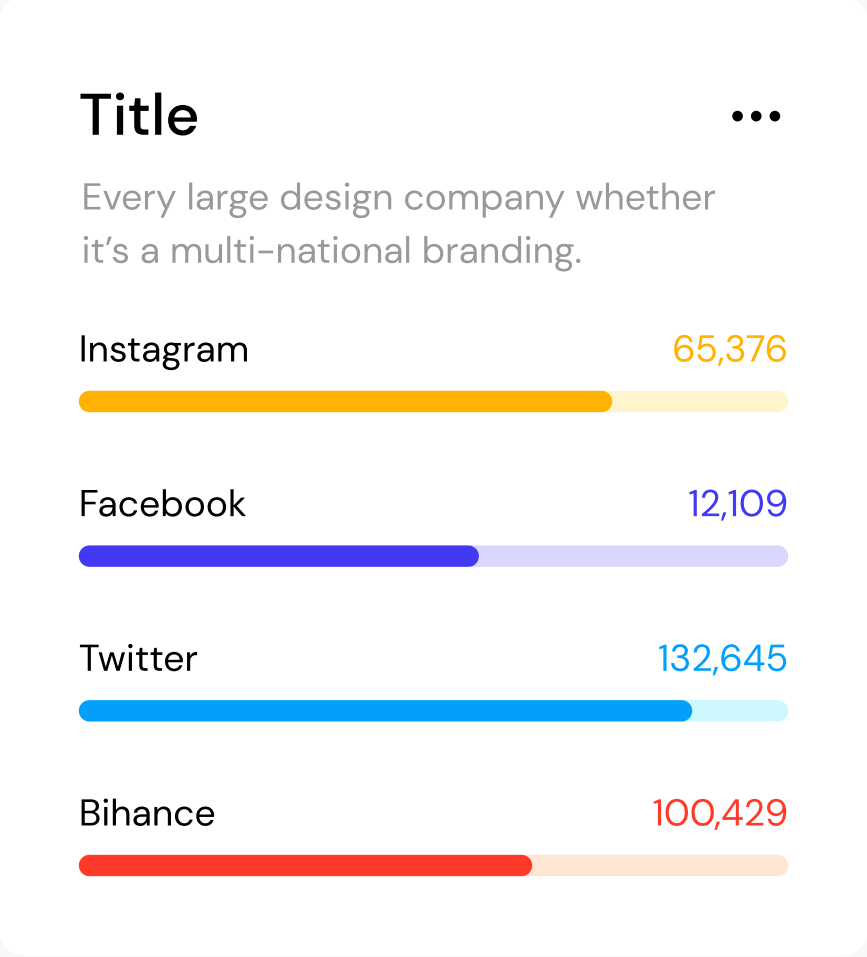 Title
Every large design company whether
it’s a multi-national branding.
Instagram 65,376
Facebook 12,109
Twitter 132,645
Bihance 100,429